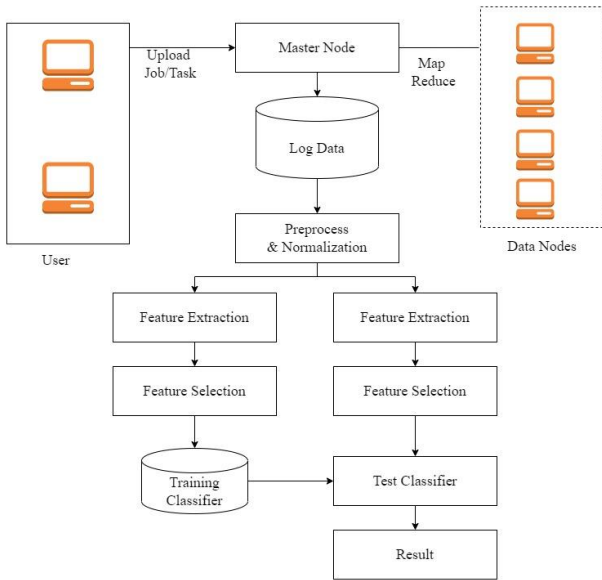 Upload
Job/Task
Master Node
Map
Reduce
Log Data
User
Data Nodes
Preprocess
& Normalization
Feature Extraction
Feature Extraction
Feature Selection
Feature Selection
Training
Classifier
Test Classifier
Result